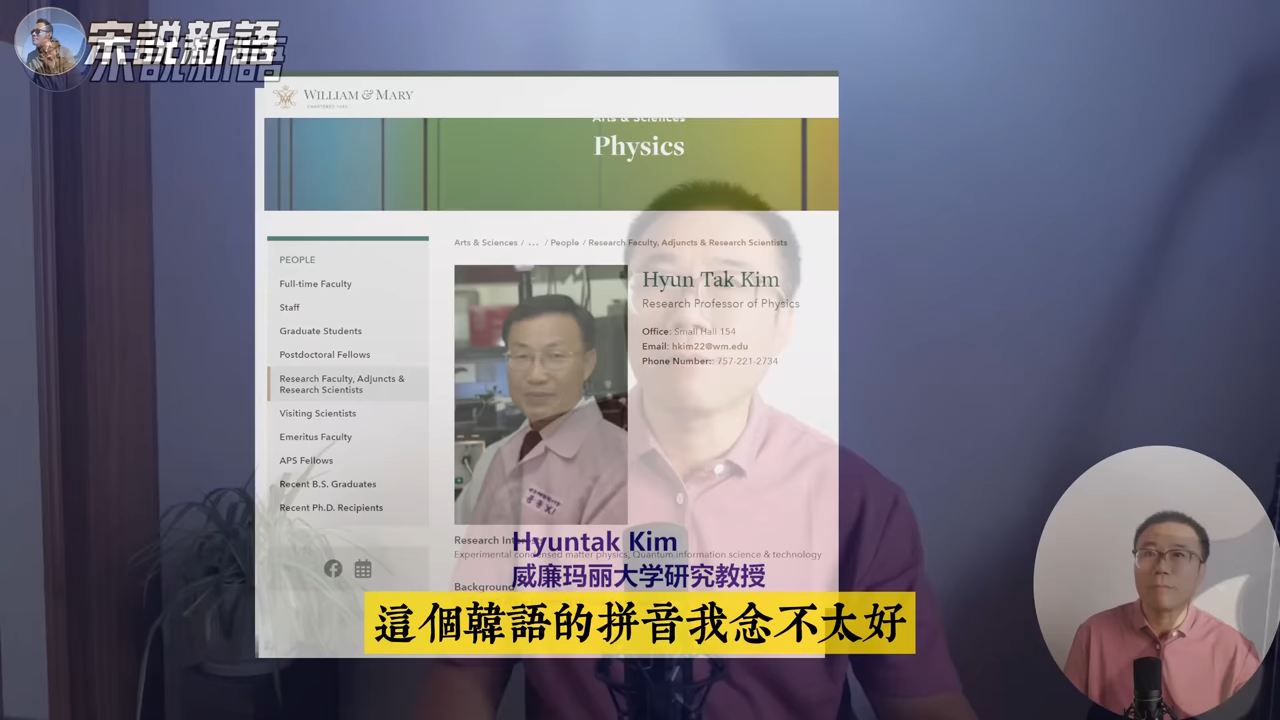 宋説新語
WILLIAM & MARY
CHARTERED 1693
Arts & Sciences
Physics
Arts & Sciences / ... / People / Research Faculty, Adjuncts & Research Scientists
PEOPLE
Full-time Faculty
Staff
Graduate Students
Postdoctoral Fellows
Research Faculty, Adjuncts &
Research Scientists
Visiting Scientists
Emeritus Faculty
APS Fellows
Recent B.S. Graduates
Recent Ph.D. Recipients
Hyun Tak Kim
Research Professor of Physics
Office: Small Hall 154
Email: hkim22@wm.edu
Phone Number:: 757-221-2734
Research
Experimental condensed matter physics, Quantum information science & technology
Background
Hyuntak Kim
威廉玛丽大学研究教授
這個韓語的拼音我念不太好